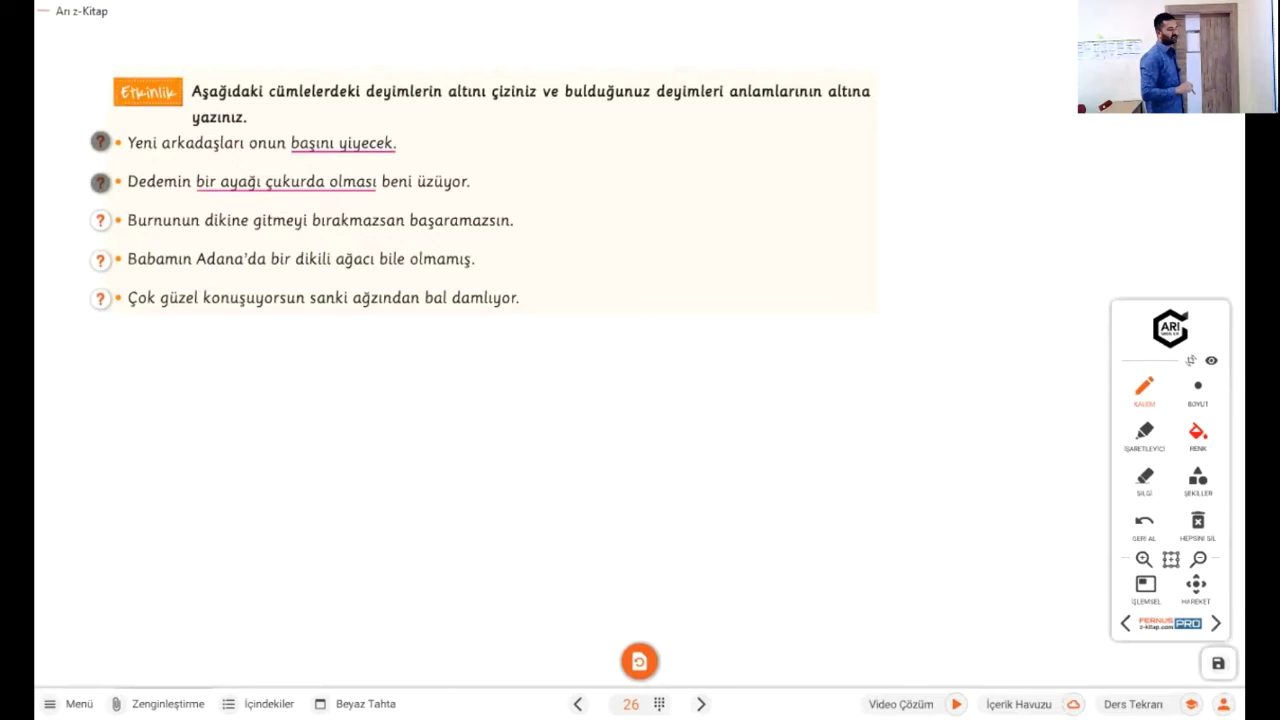 Arı z-Kitap
Etkinlik Aşağıdaki cümlelerdeki deyimlerin altını çiziniz ve bulduğunuz deyimleri anlamlarının altına
yazınız.
? • Yeni arkadaşları onun başını yiyecek.
? • Dedemin bir ayağı çukurda olması beni üzüyor.
? • Burnunun dikine gitmeyi bırakmazsan başaramazsın.
? • Babamın Adana'da bir dikili ağacı bile olmamış.
? • Çok güzel konuşuyorsun sanki ağzından bal damlıyor.
ARI
KALEM BOYUT
İŞARETLEYİCİ RENK
SİLGİ ŞEKİLLER
GERİ AL HEPSİNİ SİL
İŞLEMSEL HAREKET
FERNUS
z-kitap.com PRO
Menü Zenginleştirme İçindekiler Beyaz Tahta 26 Video Çözüm İçerik Havuzu Ders Tekrarı